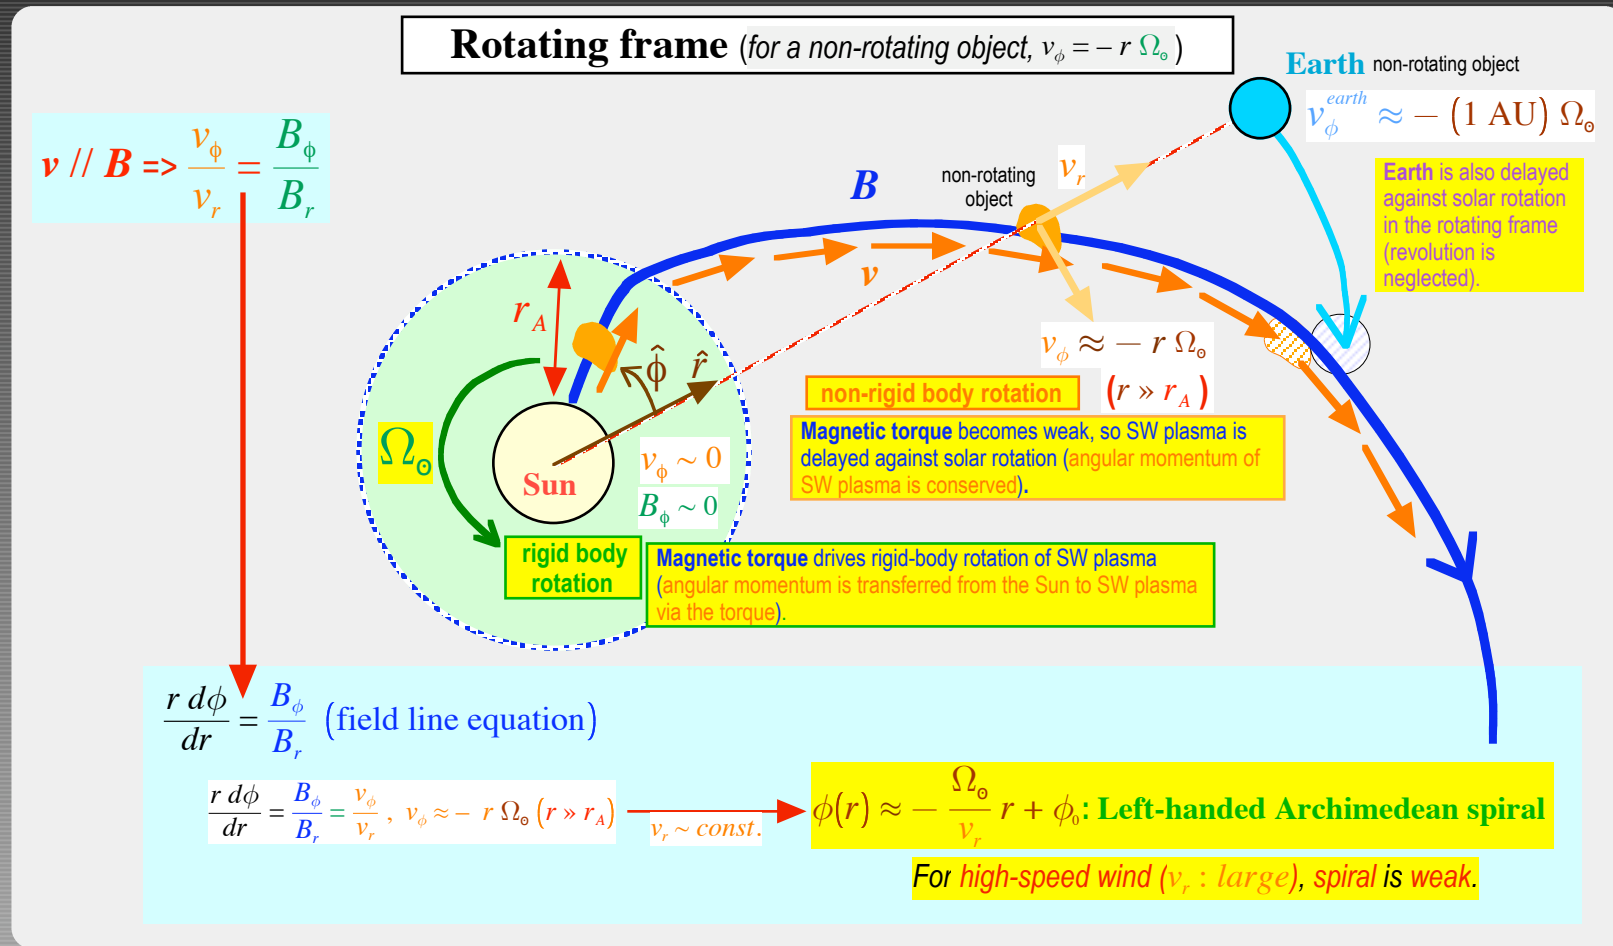 Rotating frame (for a non-rotating object, v_ϕ = – r Ω_⊙)
Earth non-rotating object
v_ϕ^earth ≈ – (1 AU) Ω_⊙
Earth is also delayed
against solar rotation
in the rotating frame
(revolution is
neglected).
v // B => v_ϕ / v_r = B_ϕ / B_r
B
non-rotating
object
v_r
v
r_A
ϕ̂
r̂
v_ϕ ≈ – r Ω_⊙
(r » r_A)
non-rigid body rotation
Magnetic torque becomes weak, so SW plasma is
delayed against solar rotation (angular momentum of
SW plasma is conserved).
Ω_⊙
Sun
v_ϕ ~ 0
B_ϕ ~ 0
rigid body
rotation
Magnetic torque drives rigid-body rotation of SW plasma
(angular momentum is transferred from the Sun to SW plasma
via the torque).
r dϕ / dr = B_ϕ / B_r (field line equation)
r dϕ / dr = B_ϕ / B_r = v_ϕ / v_r , v_ϕ ≈ – r Ω_⊙ (r » r_A)
v_r ~ const.
ϕ(r) ≈ – Ω_⊙ / v_r r + ϕ_0 : Left-handed Archimedean spiral
For high-speed wind (v_r : large), spiral is weak.